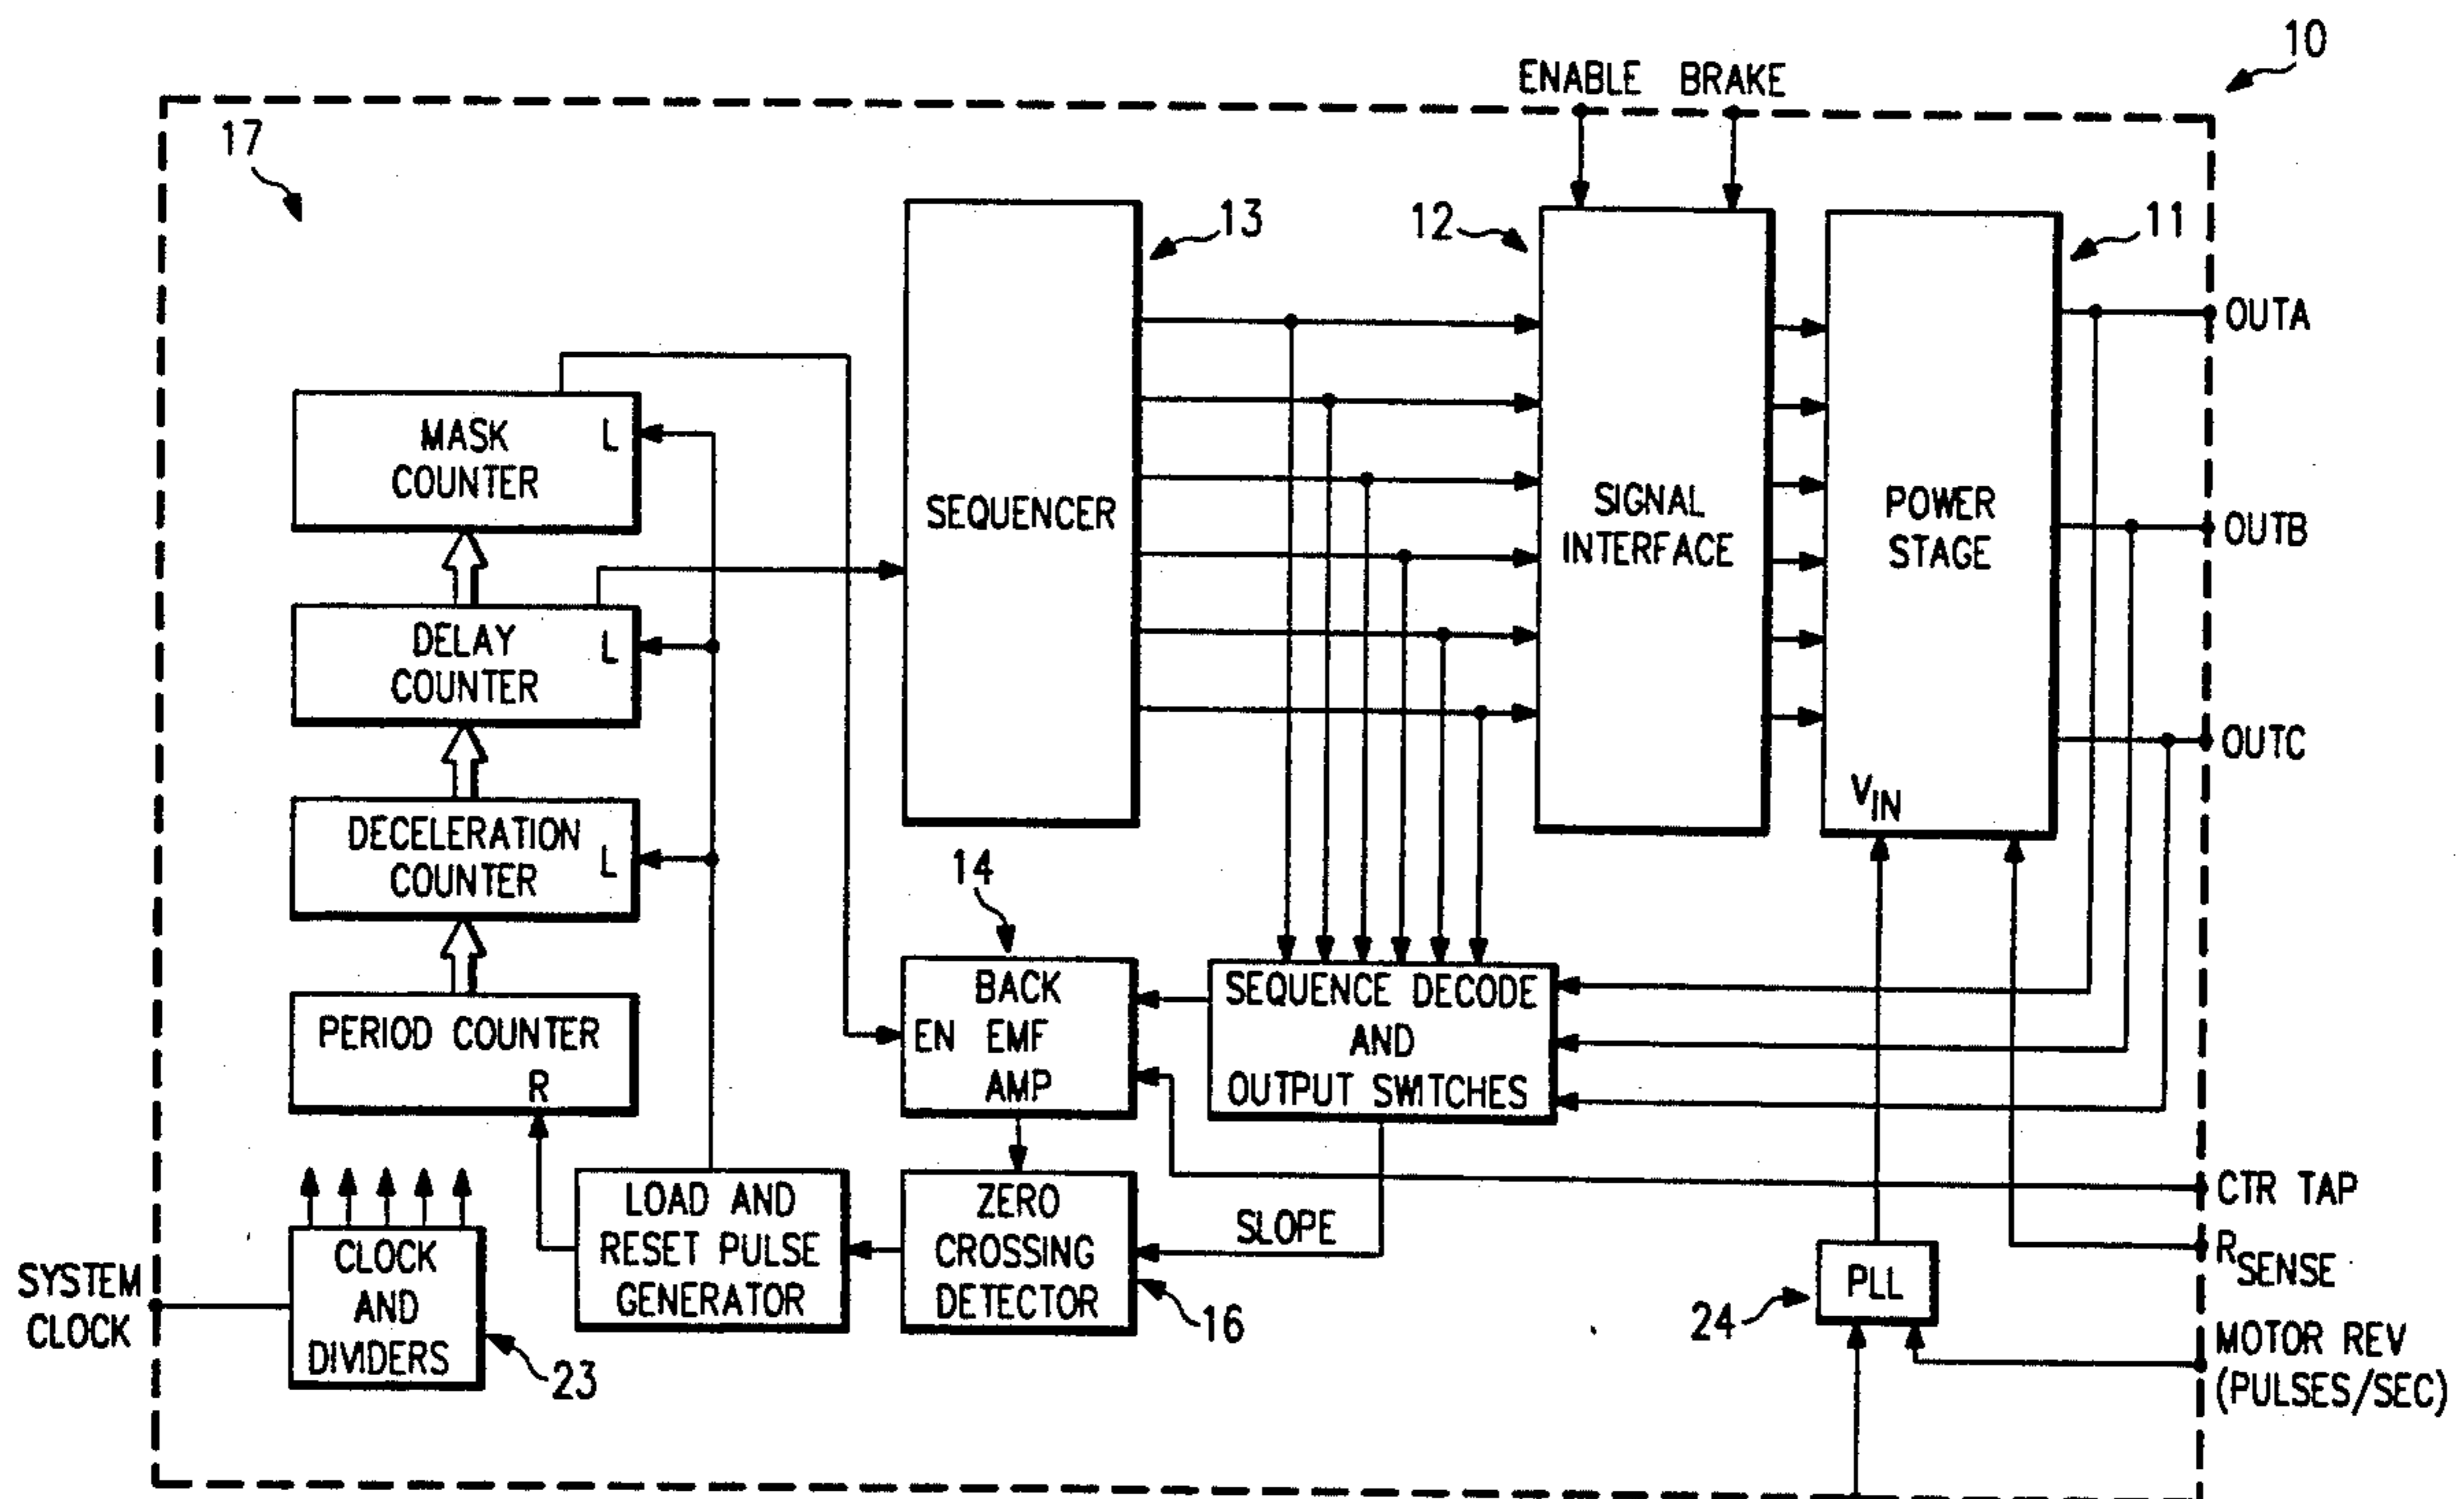 10
ENABLE BRAKE
17
13
12
11
OUTA
MASK
COUNTER
L
SEQUENCER
SIGNAL
INTERFACE
POWER
STAGE
OUTB
DELAY
COUNTER
L
OUTC
VIN
DECELERATION
COUNTER
L
14
BACK
EN EMF
AMP
SEQUENCE DECODE
AND
OUTPUT SWITCHES
PERIOD COUNTER
R
CTR TAP
LOAD AND
RESET PULSE
GENERATOR
ZERO
CROSSING
DETECTOR
SLOPE
RSENSE
CLOCK
AND
DIVIDERS
SYSTEM
CLOCK
PLL
24
16
23
MOTOR REV
(PULSES/SEC)